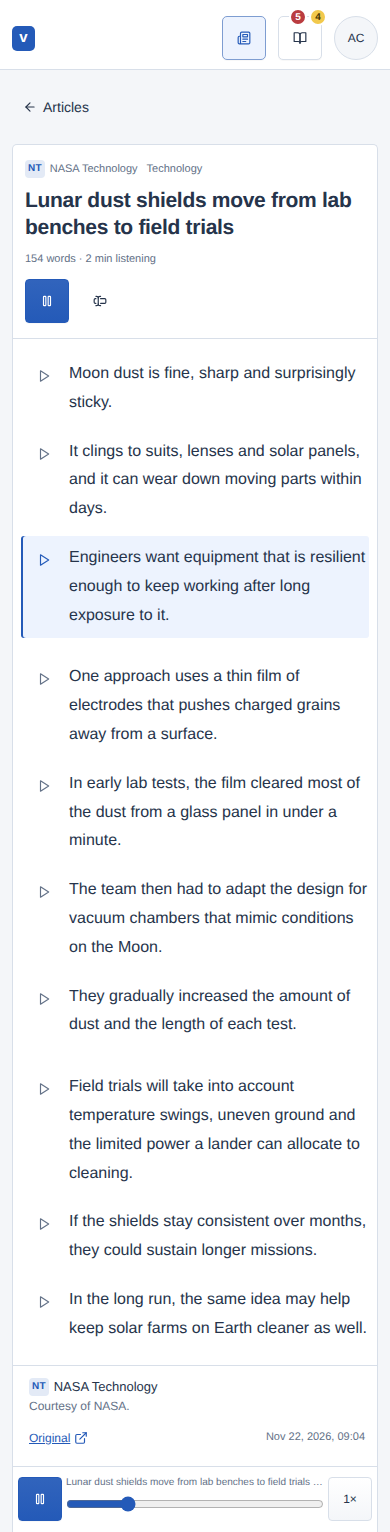 V
5
4
AC
Articles
NT NASA Technology Technology
Lunar dust shields move from lab
benches to field trials
154 words · 2 min listening
Moon dust is fine, sharp and surprisingly
sticky.
It clings to suits, lenses and solar panels,
and it can wear down moving parts within
days.
Engineers want equipment that is resilient
enough to keep working after long
exposure to it.
One approach uses a thin film of
electrodes that pushes charged grains
away from a surface.
In early lab tests, the film cleared most of
the dust from a glass panel in under a
minute.
The team then had to adapt the design for
vacuum chambers that mimic conditions
on the Moon.
They gradually increased the amount of
dust and the length of each test.
Field trials will take into account
temperature swings, uneven ground and
the limited power a lander can allocate to
cleaning.
If the shields stay consistent over months,
they could sustain longer missions.
In the long run, the same idea may help
keep solar farms on Earth cleaner as well.
NT NASA Technology
Courtesy of NASA.
Original
Nov 22, 2026, 09:04
Lunar dust shields move from lab benches to field trials ...
1×